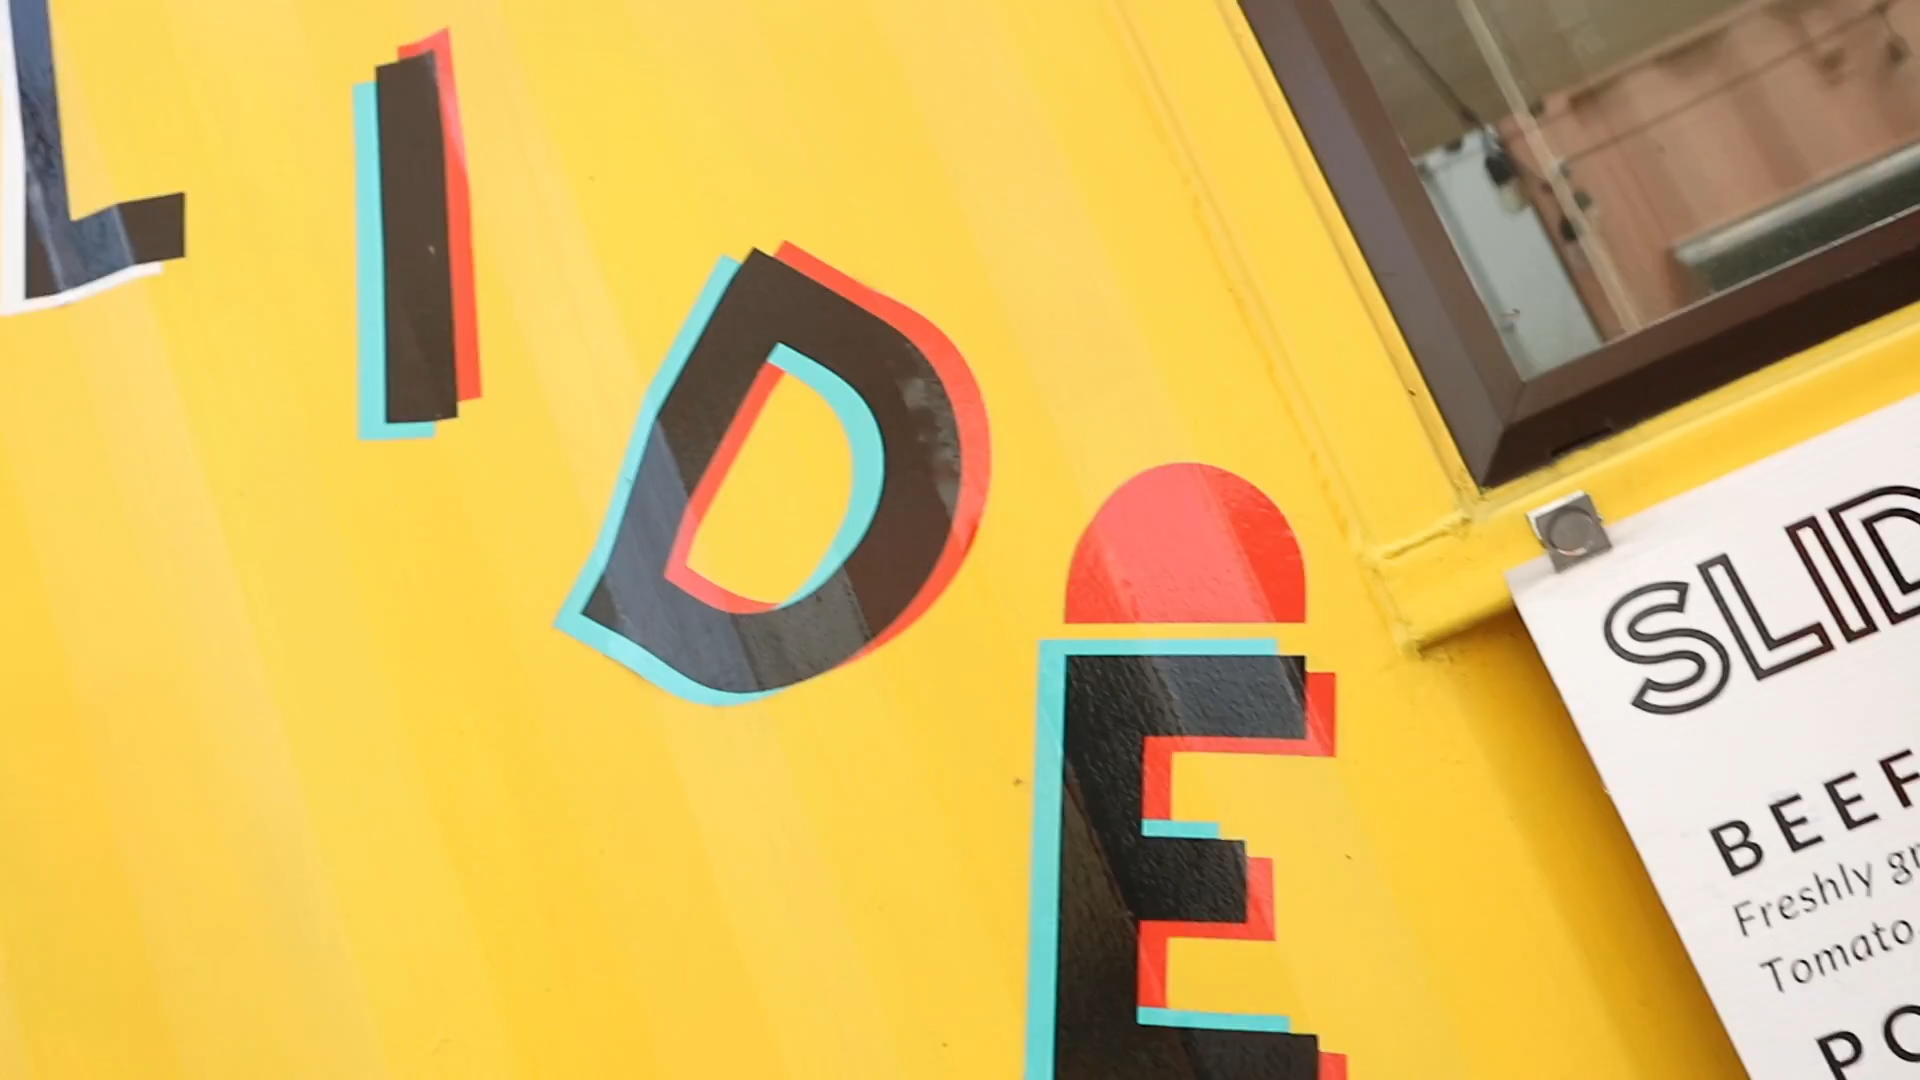 LIDE
SLID
BEEF
Freshly gr
Tomato,
PO